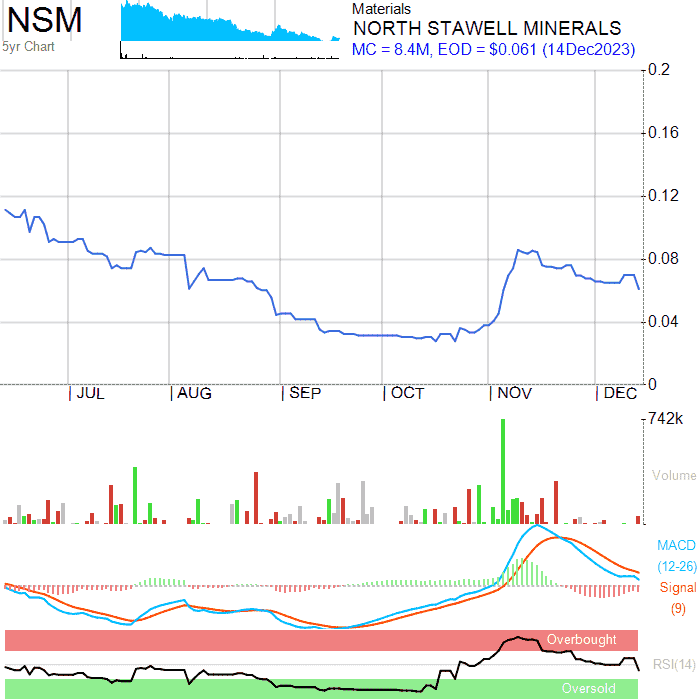 NSM
5yr Chart
Materials
NORTH STAWELL MINERALS
MC = 8.4M, EOD = $0.061 (14Dec2023)
0.2
0.16
0.12
0.08
0.04
0
JUL AUG SEP OCT NOV DEC
742k
Volume
MACD
(12-26)
Signal
(9)
Overbought
RSI(14)
Oversold